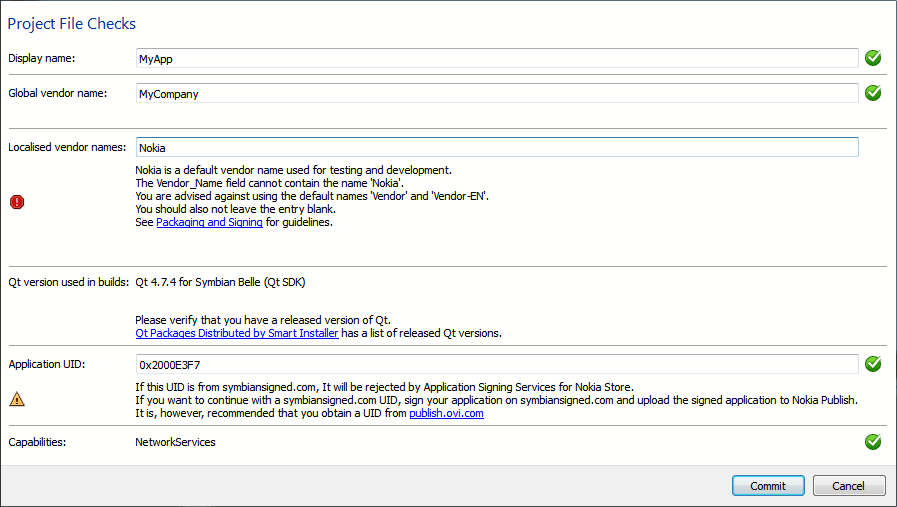 Project File Checks
Display name: MyApp
Global vendor name: MyCompany
Localised vendor names: Nokia
Nokia is a default vendor name used for testing and development.
The Vendor_Name field cannot contain the name 'Nokia'.
You are advised against using the default names 'Vendor' and 'Vendor-EN'.
You should also not leave the entry blank.
See Packaging and Signing for guidelines.
Qt version used in builds: Qt 4.7.4 for Symbian Belle (Qt SDK)
Please verify that you have a released version of Qt.
Qt Packages Distributed by Smart Installer has a list of released Qt versions.
Application UID: 0x2000E3F7
If this UID is from symbiansigned.com, It will be rejected by Application Signing Services for Nokia Store.
If you want to continue with a symbiansigned.com UID, sign your application on symbiansigned.com and upload the signed application to Nokia Publish.
It is, however, recommended that you obtain a UID from publish.ovi.com
Capabilities: NetworkServices
Commit Cancel